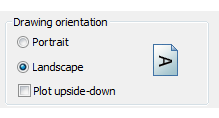 Drawing orientation
Portrait
Landscape
A
Plot upside-down